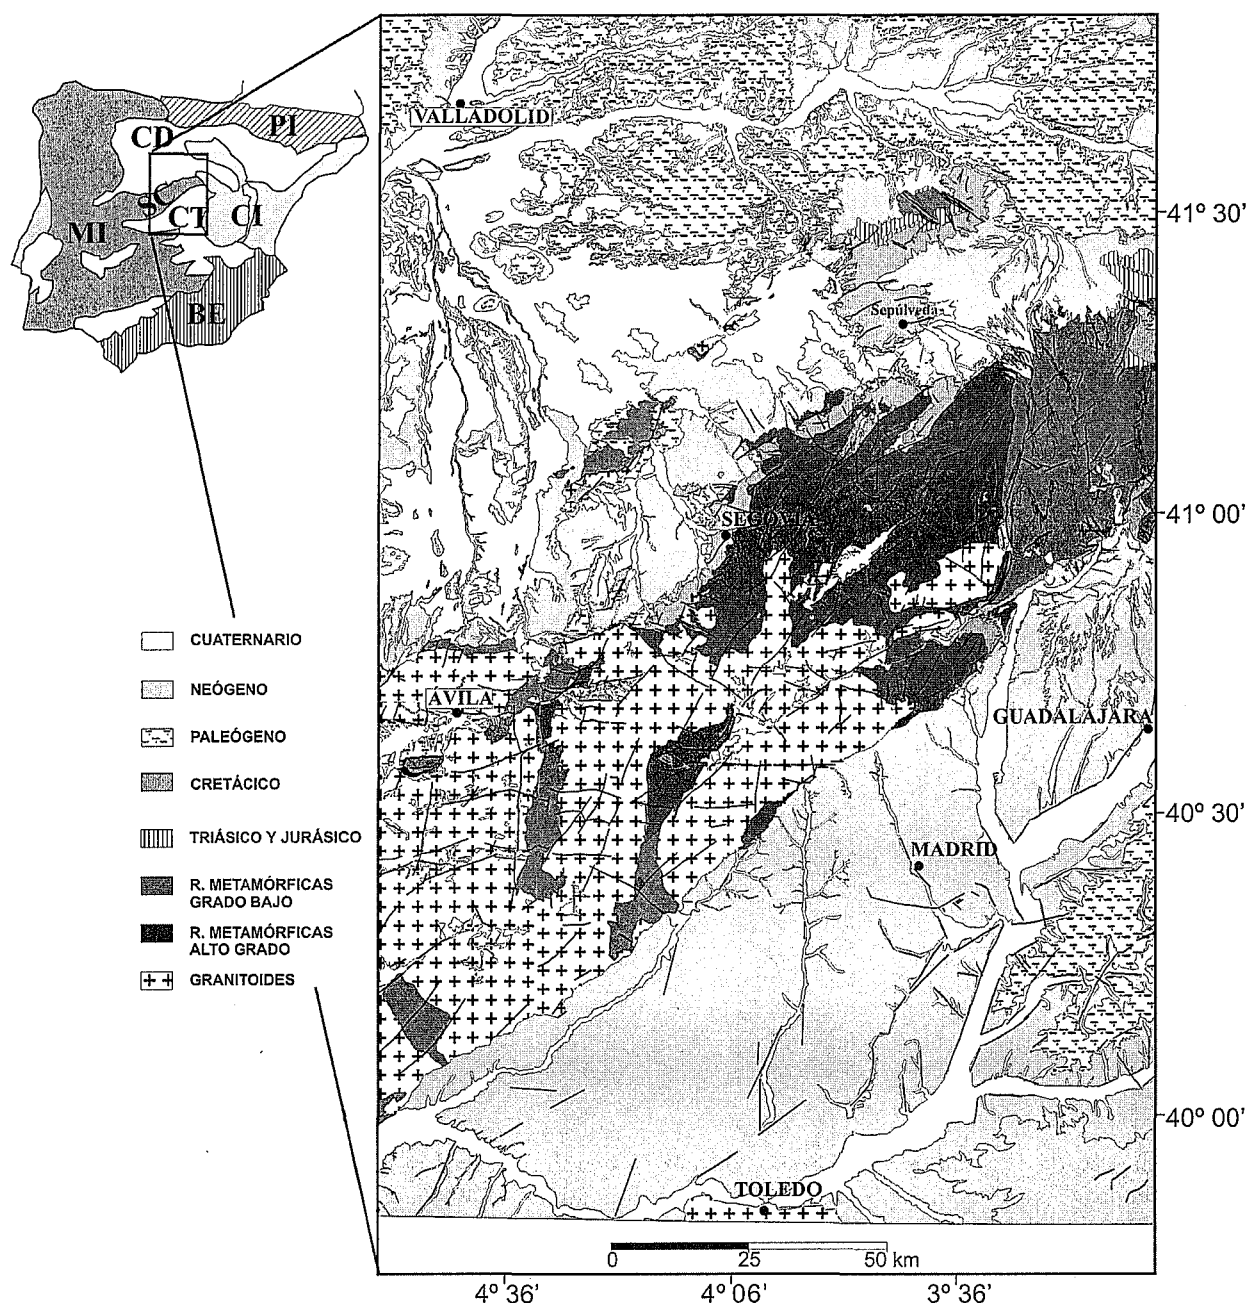 PI
CD
SC
CT
CI
MI
BE
VALLADOLID
41° 30'
Sepúlveda
SEGOVIA
41° 00'
CUATERNARIO
NEÓGENO
PALEÓGENO
CRETÁCICO
TRIÁSICO Y JURÁSICO
R. METAMÓRFICAS
GRADO BAJO
R. METAMÓRFICAS
ALTO GRADO
GRANITOIDES
ÁVILA
GUADALAJARA
40° 30'
MADRID
40° 00'
TOLEDO
0 25 50 km
4° 36' 4° 06' 3° 36'